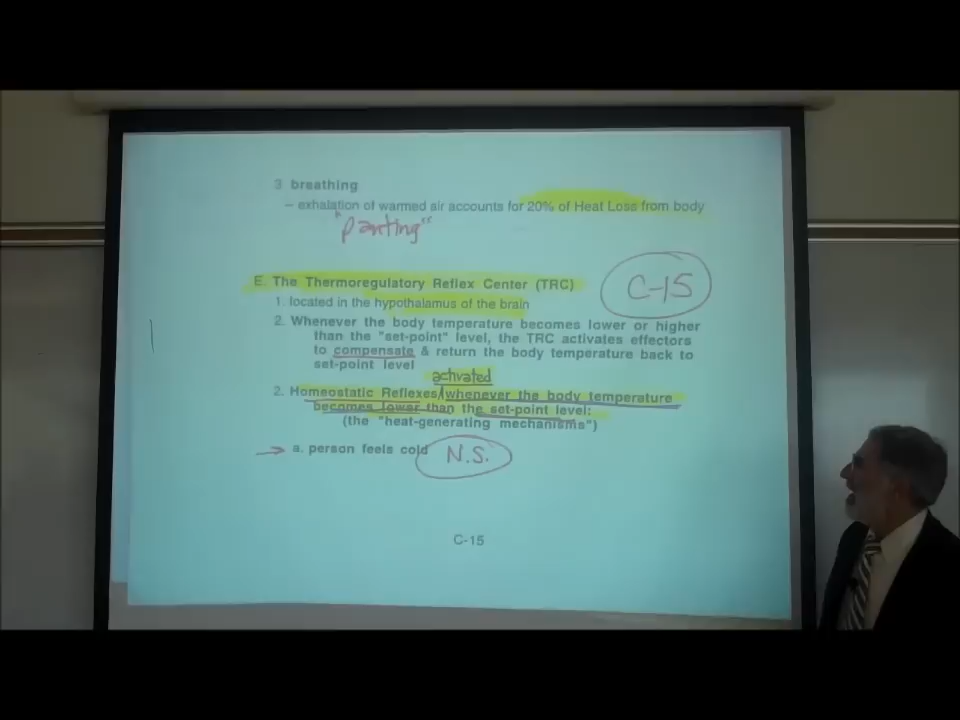 3 breathing
– exhalation of warmed air accounts for 20% of Heat Loss from body
"panting"
E. The Thermoregulatory Reflex Center (TRC)
C-15
1. located in the hypothalamus of the brain
2. Whenever the body temperature becomes lower or higher
than the "set-point" level, the TRC activates effectors
to compensate & return the body temperature back to
set-point level
activated
2. Homeostatic Reflexes/whenever the body temperature
becomes lower than the set-point level:
(the "heat-generating mechanisms")
→ a. person feels cold N.S.
C-15